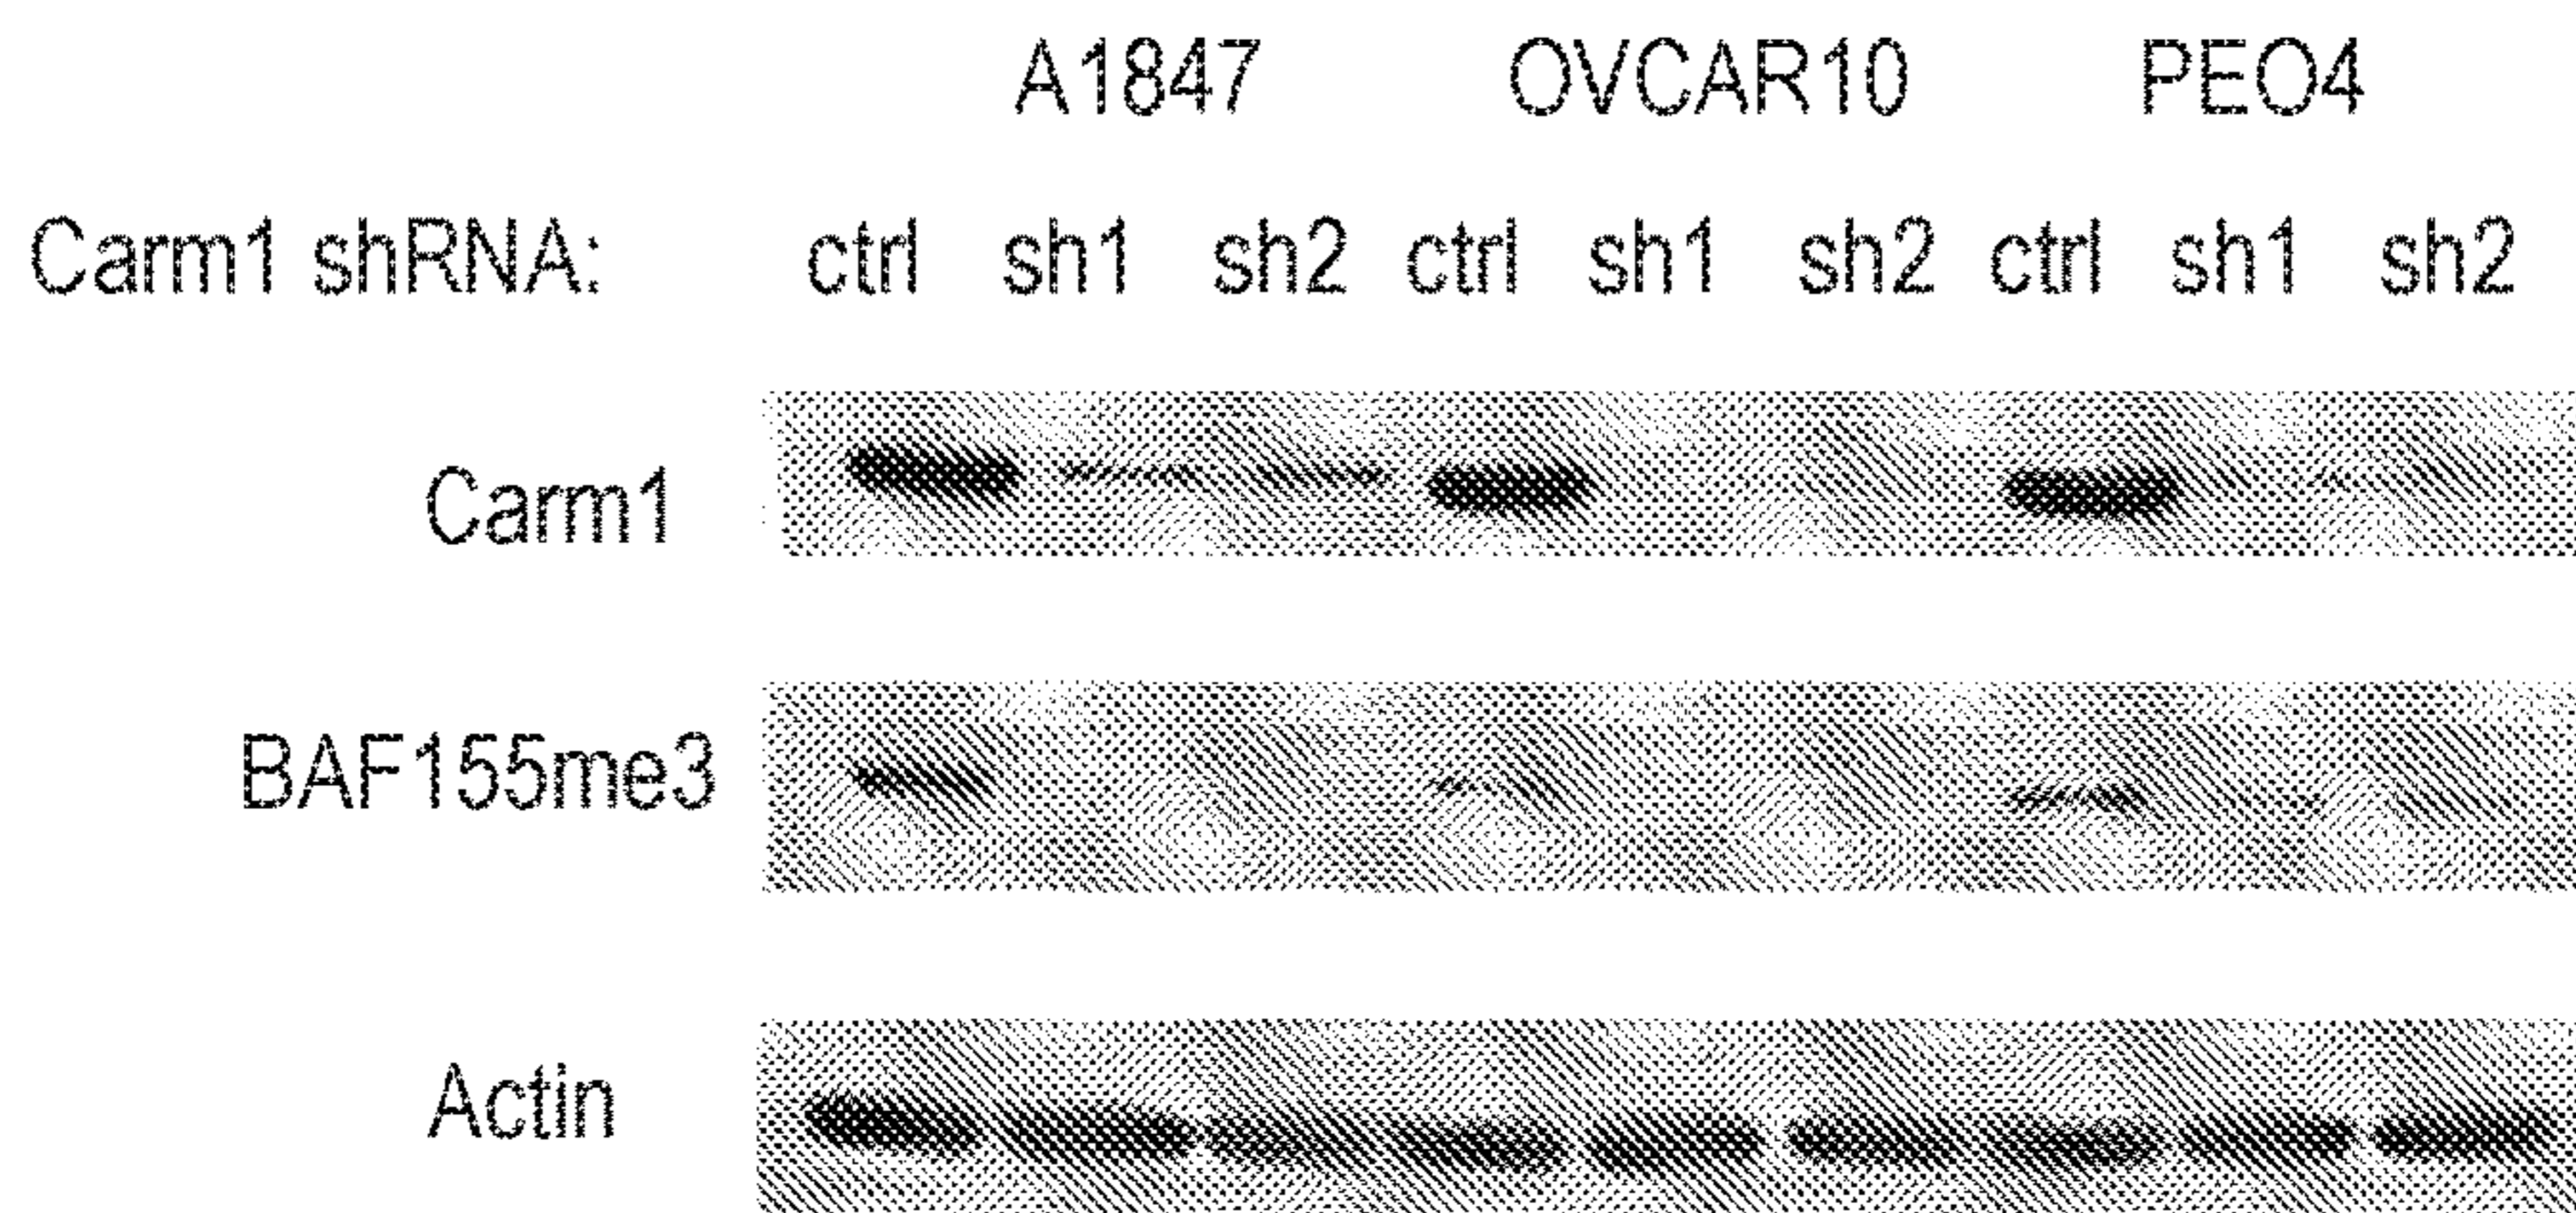 A1847 OVCAR10 PEO4
Carm1 shRNA: ctrl sh1 sh2 ctrl sh1 sh2 ctrl sh1 sh2
Carm1
BAF155me3
Actin